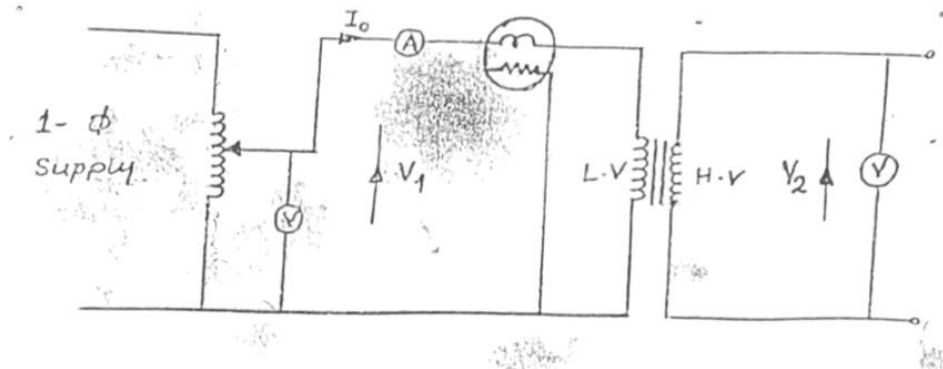 I₀
A
1-ϕ
Supply
V₁
V
L.V
H.V
V₂
V